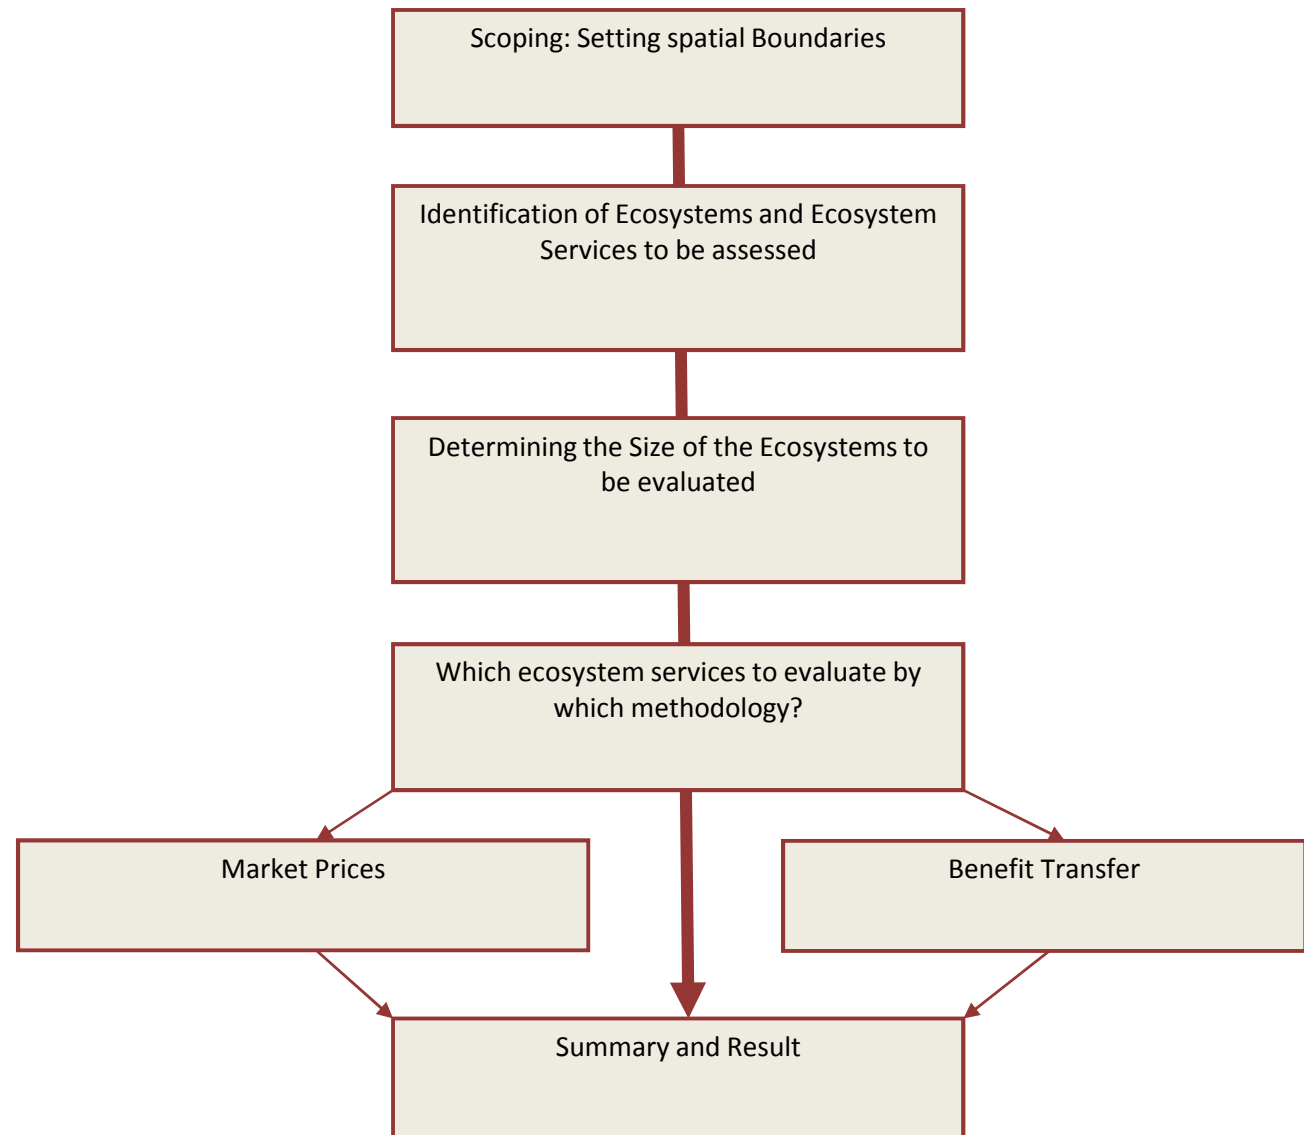 Scoping: Setting spatial Boundaries
Identification of Ecosystems and Ecosystem
Services to be assessed
Determining the Size of the Ecosystems to
be evaluated
Which ecosystem services to evaluate by
which methodology?
Market Prices
Benefit Transfer
Summary and Result